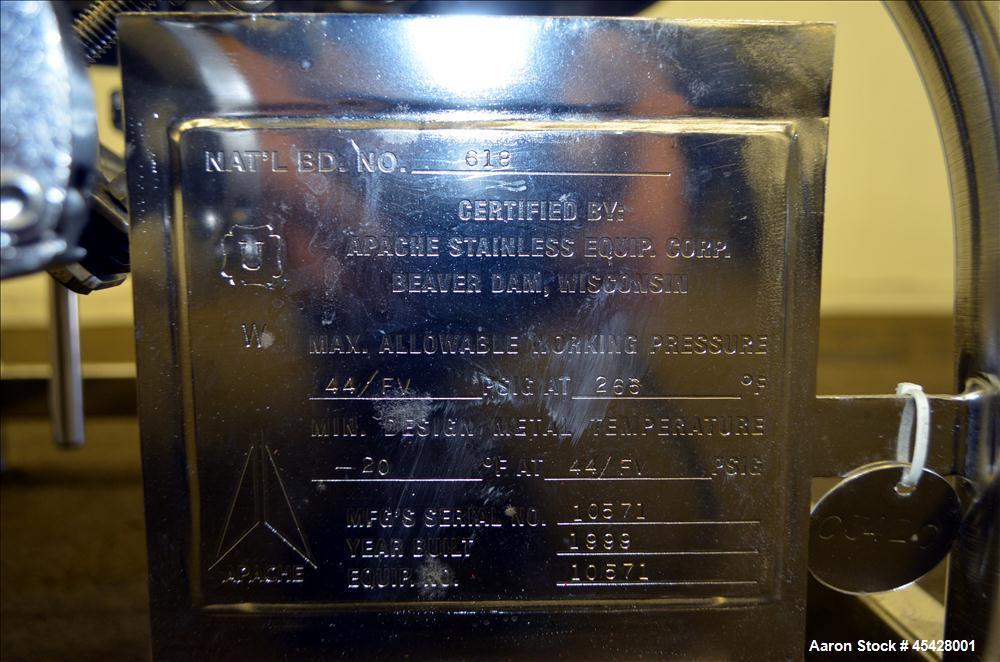 NAT'L BD. NO. 618
CERTIFIED BY:
APACHE STAINLESS EQUIP. CORP.
BEAVER DAM, WISCONSIN
U
W
MAX. ALLOWABLE WORKING PRESSURE
44/FV PSIG AT 266 °F
MIN. DESIGN METAL TEMPERATURE
-20 °F AT 44/FV PSIG
MFG'S SERIAL NO. 10571
YEAR BUILT 1999
EQUIP. NO. 10571
APACHE
Aaron Stock # 45428001